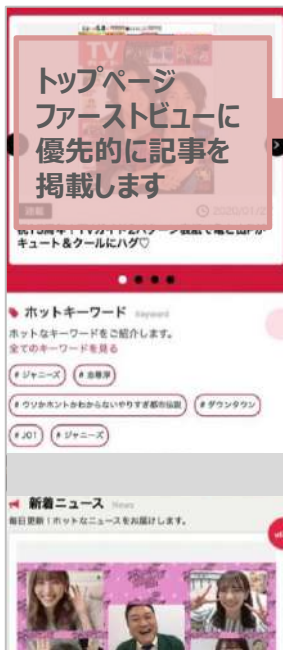 TV
トップページ
ファーストビューに
優先的に記事を
掲載します
キュート＆クールにハグ♡
ホットキーワード Keyword
ホットなキーワードをご紹介します。
全てのキーワードを見る
# ジャニーズ
# ウソかホントかわからないやりすぎ都市伝説 # ダウンタウン
# JO1 # ジャニーズ
新着ニュース News
毎日更新！ホットなニュースをお届けします。